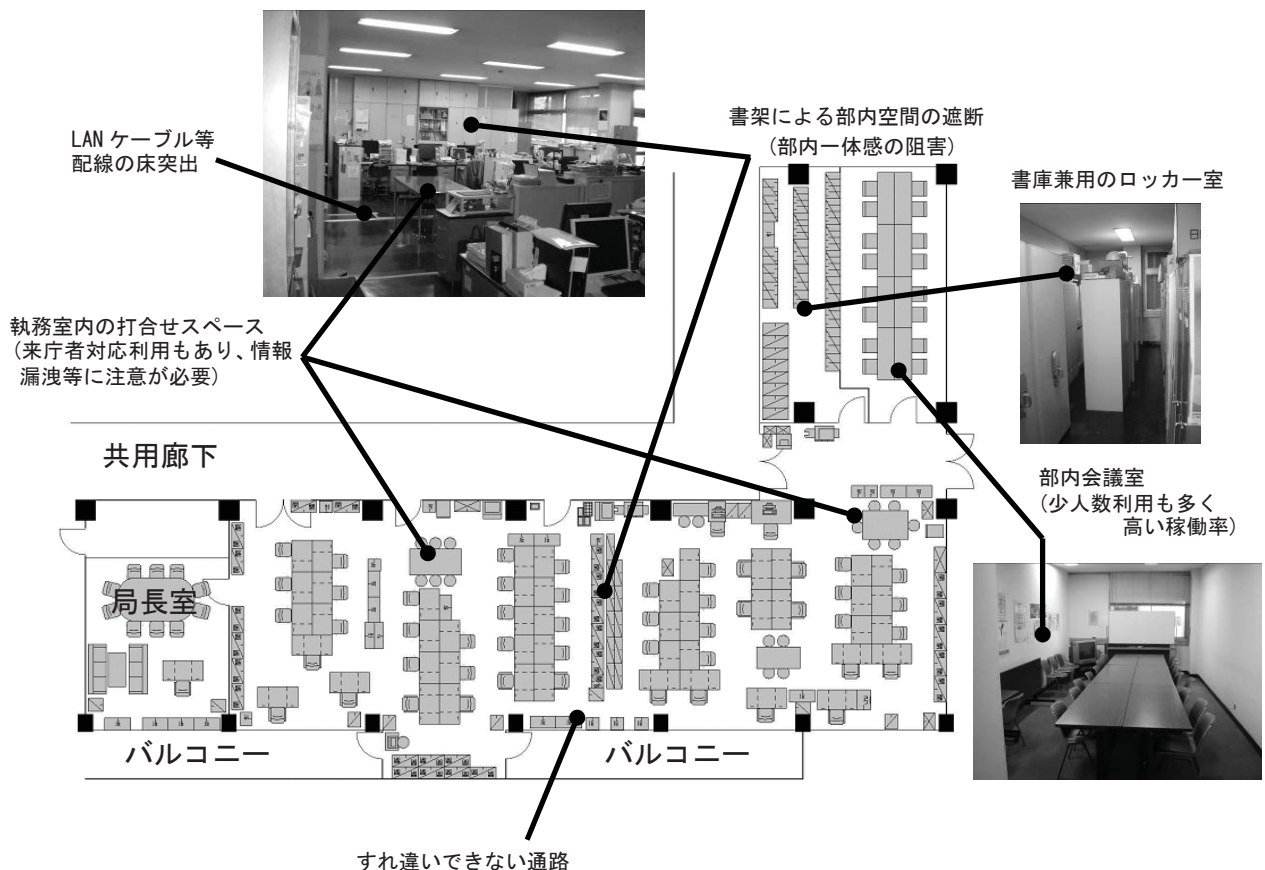 LANケーブル等
配線の床突出
書架による部内空間の遮断
(部内一体感の阻害)
書庫兼用のロッカー室
執務室内の打合せスペース
(来庁者対応利用もあり、情報
漏洩等に注意が必要)
共用廊下
部内会議室
(少人数利用も多く
高い稼働率)
局長室
バルコニー
バルコニー
すれ違いできない通路